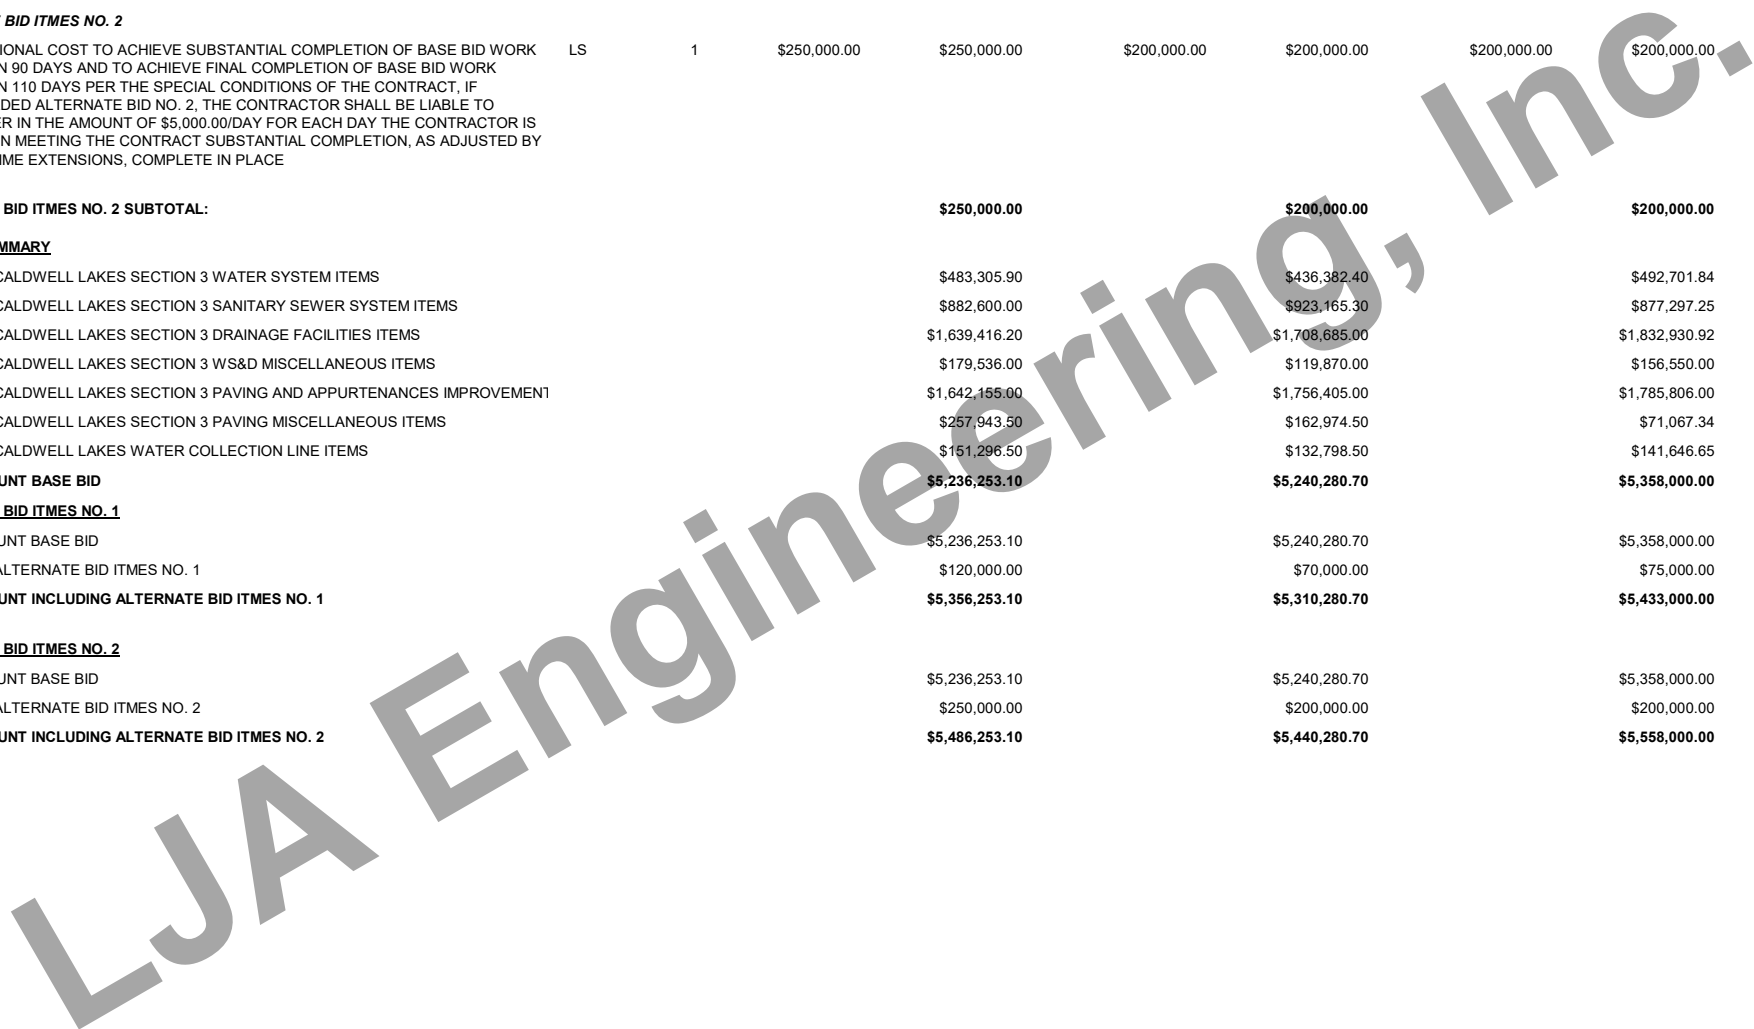 BID ITMES NO. 2
IONAL COST TO ACHIEVE SUBSTANTIAL COMPLETION OF BASE BID WORK LS 1 $250,000.00 $250,000.00 $200,000.00 $200,000.00 $200,000.00 $200,000.00
N 90 DAYS AND TO ACHIEVE FINAL COMPLETION OF BASE BID WORK
N 110 DAYS PER THE SPECIAL CONDITIONS OF THE CONTRACT, IF
DED ALTERNATE BID NO. 2, THE CONTRACTOR SHALL BE LIABLE TO
ER IN THE AMOUNT OF $5,000.00/DAY FOR EACH DAY THE CONTRACTOR IS
N MEETING THE CONTRACT SUBSTANTIAL COMPLETION, AS ADJUSTED BY
IME EXTENSIONS, COMPLETE IN PLACE
BID ITMES NO. 2 SUBTOTAL: $250,000.00 $200,000.00 $200,000.00
MMARY
CALDWELL LAKES SECTION 3 WATER SYSTEM ITEMS $483,305.90 $436,382.40 $492,701.84
CALDWELL LAKES SECTION 3 SANITARY SEWER SYSTEM ITEMS $882,600.00 $923,165.30 $877,297.25
CALDWELL LAKES SECTION 3 DRAINAGE FACILITIES ITEMS $1,639,416.20 $1,708,685.00 $1,832,930.92
CALDWELL LAKES SECTION 3 WS&D MISCELLANEOUS ITEMS $179,536.00 $119,870.00 $156,550.00
CALDWELL LAKES SECTION 3 PAVING AND APPURTENANCES IMPROVEMENT $1,642,155.00 $1,756,405.00 $1,785,806.00
CALDWELL LAKES SECTION 3 PAVING MISCELLANEOUS ITEMS $257,943.50 $162,974.50 $71,067.34
CALDWELL LAKES WATER COLLECTION LINE ITEMS $151,296.50 $132,798.50 $141,646.65
UNT BASE BID $5,236,253.10 $5,240,280.70 $5,358,000.00
BID ITMES NO. 1
UNT BASE BID $5,236,253.10 $5,240,280.70 $5,358,000.00
ALTERNATE BID ITMES NO. 1 $120,000.00 $70,000.00 $75,000.00
UNT INCLUDING ALTERNATE BID ITMES NO. 1 $5,356,253.10 $5,310,280.70 $5,433,000.00
BID ITMES NO. 2
UNT BASE BID $5,236,253.10 $5,240,280.70 $5,358,000.00
ALTERNATE BID ITMES NO. 2 $250,000.00 $200,000.00 $200,000.00
UNT INCLUDING ALTERNATE BID ITMES NO. 2 $5,486,253.10 $5,440,280.70 $5,558,000.00
LJA Engineering, Inc.